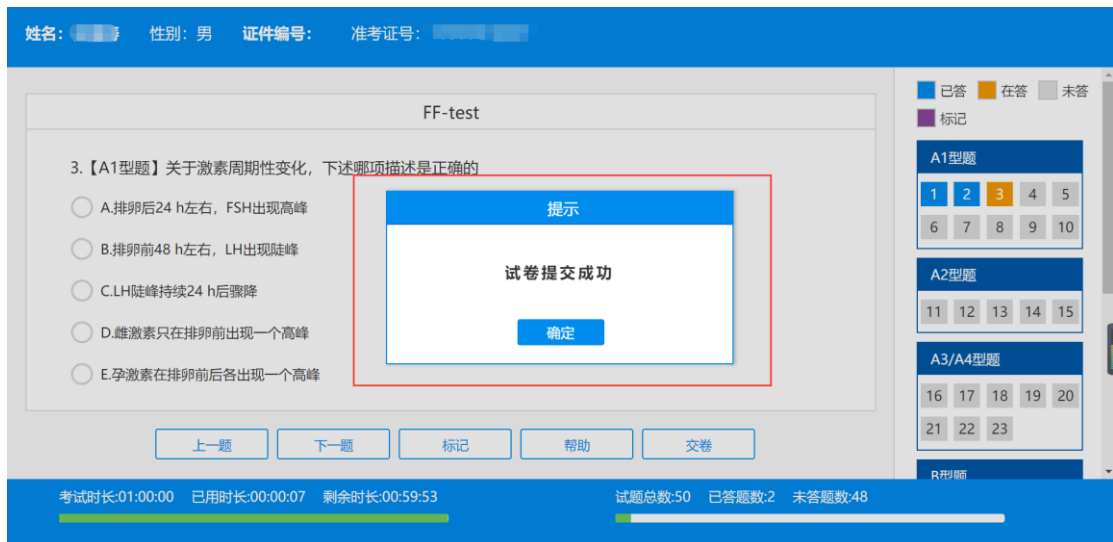 姓名： 性别：男 证件编号： 准考证号：
已答 在答 未答
标记
FF-test
3.【A1型题】关于激素周期性变化，下述哪项描述是正确的
A.排卵后24 h左右，FSH出现高峰
B.排卵前48 h左右，LH出现陡峰
C.LH陡峰持续24 h后骤降
D.雌激素只在排卵前出现一个高峰
E.孕激素在排卵前后各出现一个高峰
提示
试卷提交成功
确定
上一题 下一题 标记 帮助 交卷
A1型题
1 2 3 4 5
6 7 8 9 10
A2型题
11 12 13 14 15
A3/A4型题
16 17 18 19 20
21 22 23
B型题
考试时长:01:00:00 已用时长:00:00:07 剩余时长:00:59:53
试题总数:50 已答题数:2 未答题数:48